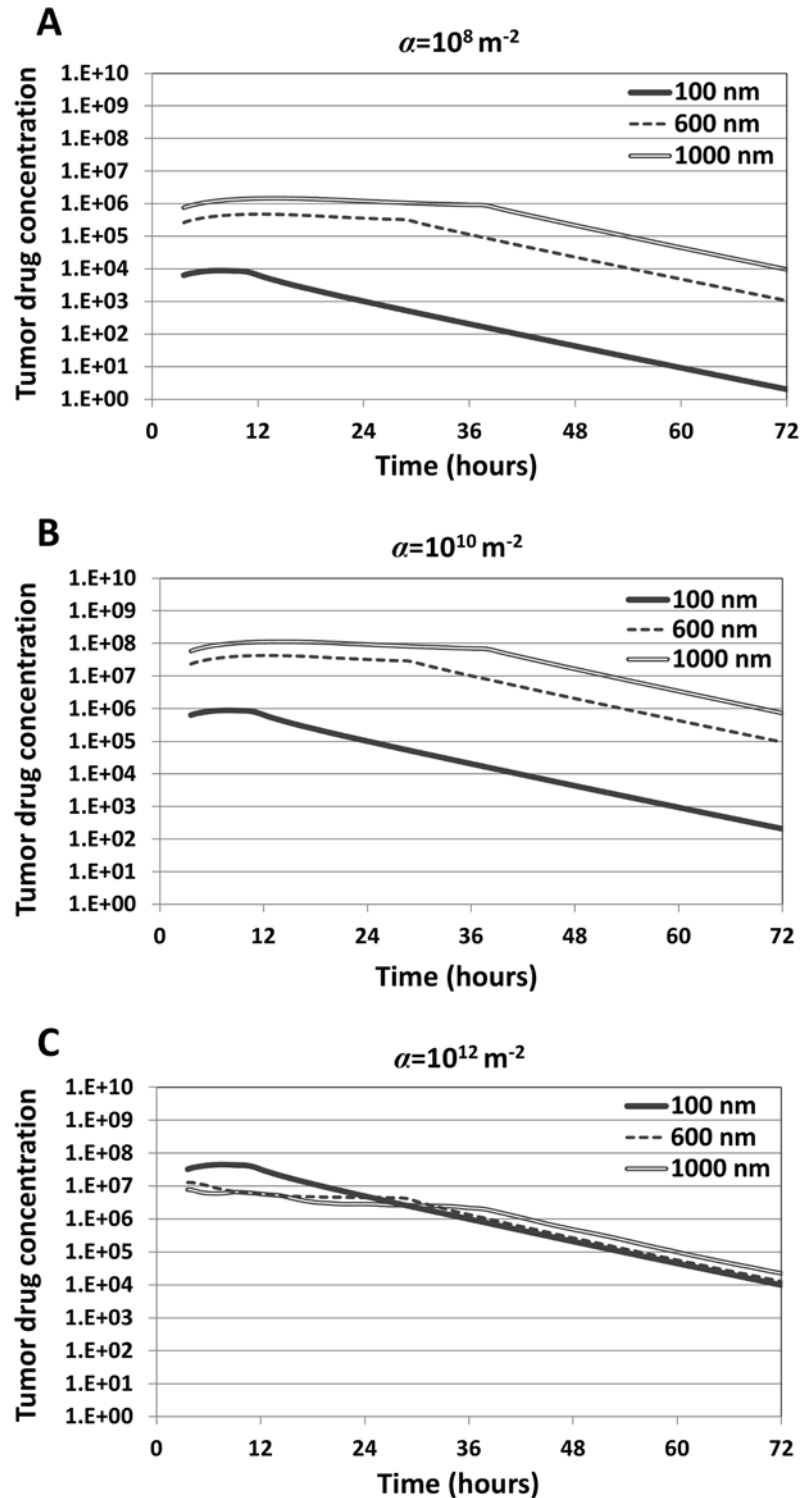 A
α=10⁸ m⁻²
1.E+10
1.E+09
1.E+08
1.E+07
1.E+06
1.E+05
1.E+04
1.E+03
1.E+02
1.E+01
1.E+00
Tumor drug concentration
100 nm
600 nm
1000 nm
0 12 24 36 48 60 72
Time (hours)
B
α=10¹⁰ m⁻²
1.E+10
1.E+09
1.E+08
1.E+07
1.E+06
1.E+05
1.E+04
1.E+03
1.E+02
1.E+01
1.E+00
Tumor drug concentration
100 nm
600 nm
1000 nm
0 12 24 36 48 60 72
Time (hours)
C
α=10¹² m⁻²
1.E+10
1.E+09
1.E+08
1.E+07
1.E+06
1.E+05
1.E+04
1.E+03
1.E+02
1.E+01
1.E+00
Tumor drug concentration
100 nm
600 nm
1000 nm
0 12 24 36 48 60 72
Time (hours)